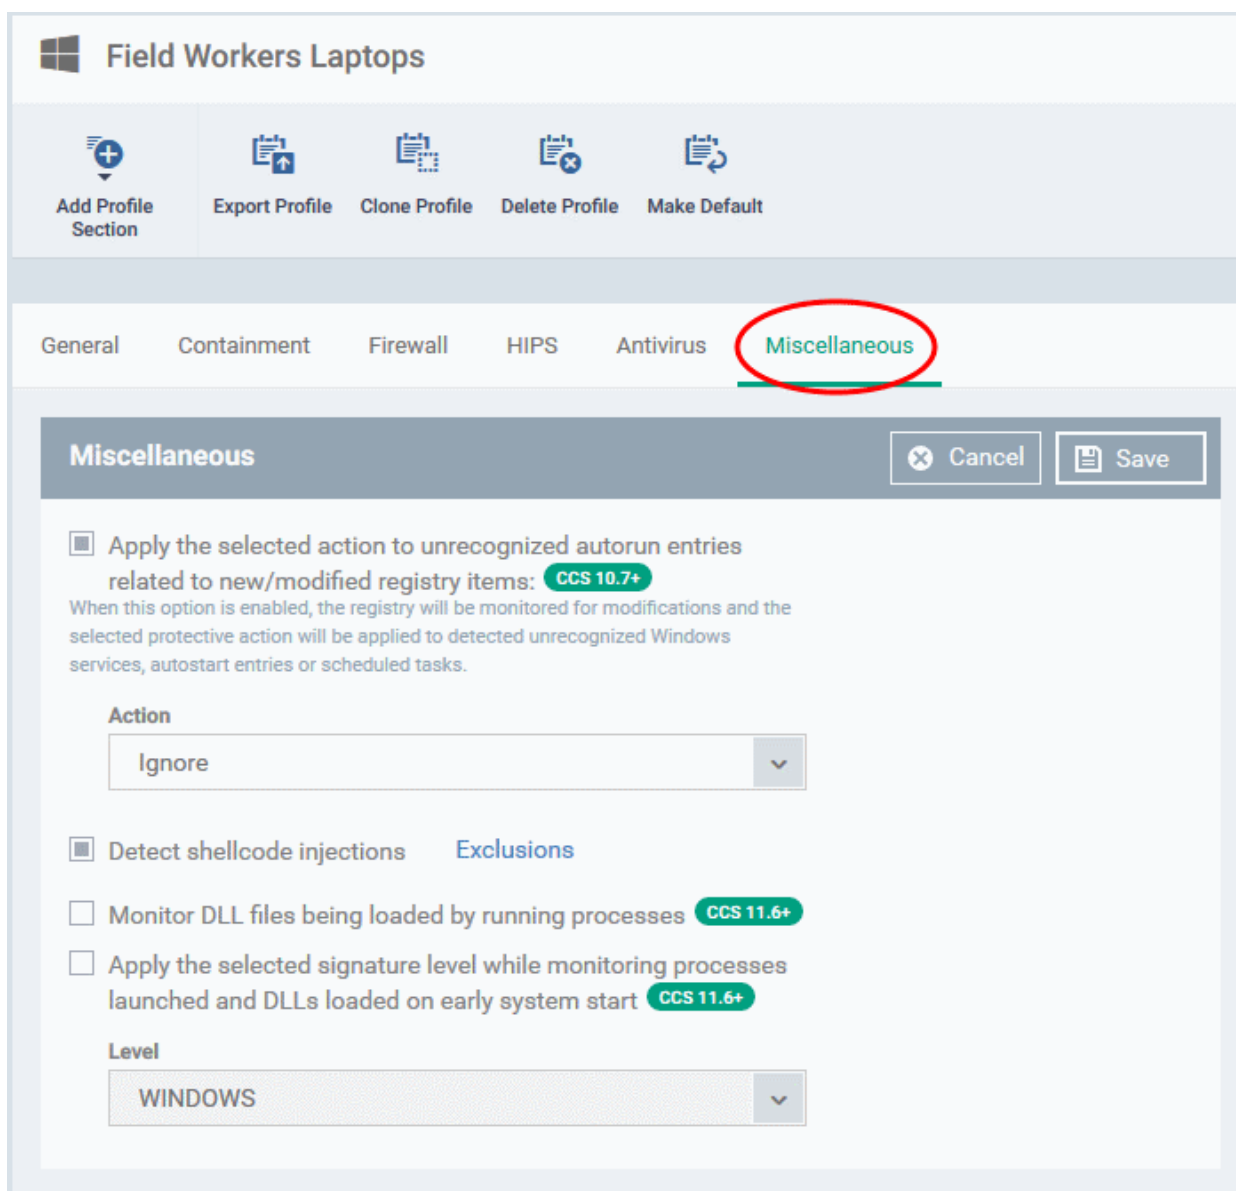 Field Workers Laptops
Add Profile
Section
Export Profile
Clone Profile
Delete Profile
Make Default
General
Containment
Firewall
HIPS
Antivirus
Miscellaneous
Miscellaneous
Cancel
Save
Apply the selected action to unrecognized autorun entries
related to new/modified registry items: CCS 10.7+
When this option is enabled, the registry will be monitored for modifications and the
selected protective action will be applied to detected unrecognized Windows
services, autostart entries or scheduled tasks.
Action
Ignore
Detect shellcode injections Exclusions
Monitor DLL files being loaded by running processes CCS 11.6+
Apply the selected signature level while monitoring processes
launched and DLLs loaded on early system start CCS 11.6+
Level
WINDOWS